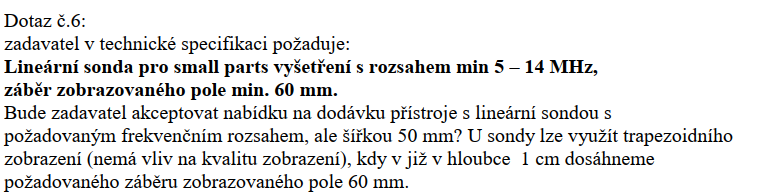 Dotaz č.6:
zadavatel v technické specifikaci požaduje:
Lineární sonda pro small parts vyšetření s rozsahem min 5 – 14 MHz,
záběr zobrazovaného pole min. 60 mm.
Bude zadavatel akceptovat nabídku na dodávku přístroje s lineární sondou s
požadovaným frekvenčním rozsahem, ale šířkou 50 mm? U sondy lze využít trapezoidního
zobrazení (nemá vliv na kvalitu zobrazení), kdy v již v hloubce 1 cm dosáhneme
požadovaného záběru zobrazovaného pole 60 mm.